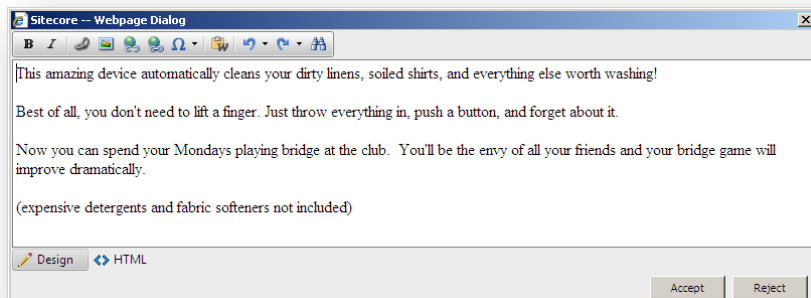 Sitecore -- Webpage Dialog
B I Ω
This amazing device automatically cleans your dirty linens, soiled shirts, and everything else worth washing!
Best of all, you don't need to lift a finger. Just throw everything in, push a button, and forget about it.
Now you can spend your Mondays playing bridge at the club.  You'll be the envy of all your friends and your bridge game will
improve dramatically.
(expensive detergents and fabric softeners not included)
Design HTML
Accept Reject